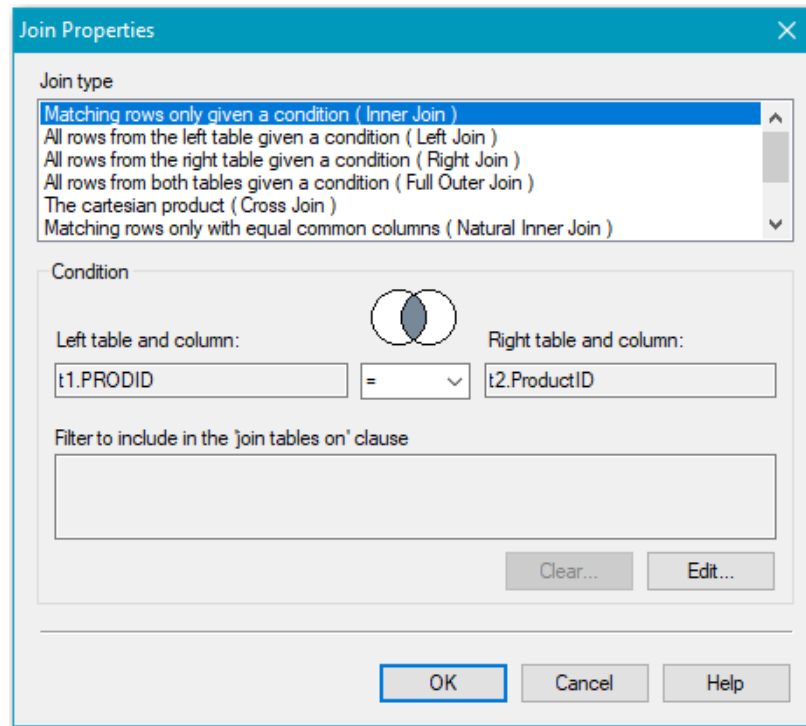 Join Properties
Join type
Matching rows only given a condition ( Inner Join )
All rows from the left table given a condition ( Left Join )
All rows from the right table given a condition ( Right Join )
All rows from both tables given a condition ( Full Outer Join )
The cartesian product ( Cross Join )
Matching rows only with equal common columns ( Natural Inner Join )
Condition
Left table and column:
Right table and column:
t1.PRODID
=
t2.ProductID
Filter to include in the 'join tables on' clause
Clear...
Edit...
OK
Cancel
Help